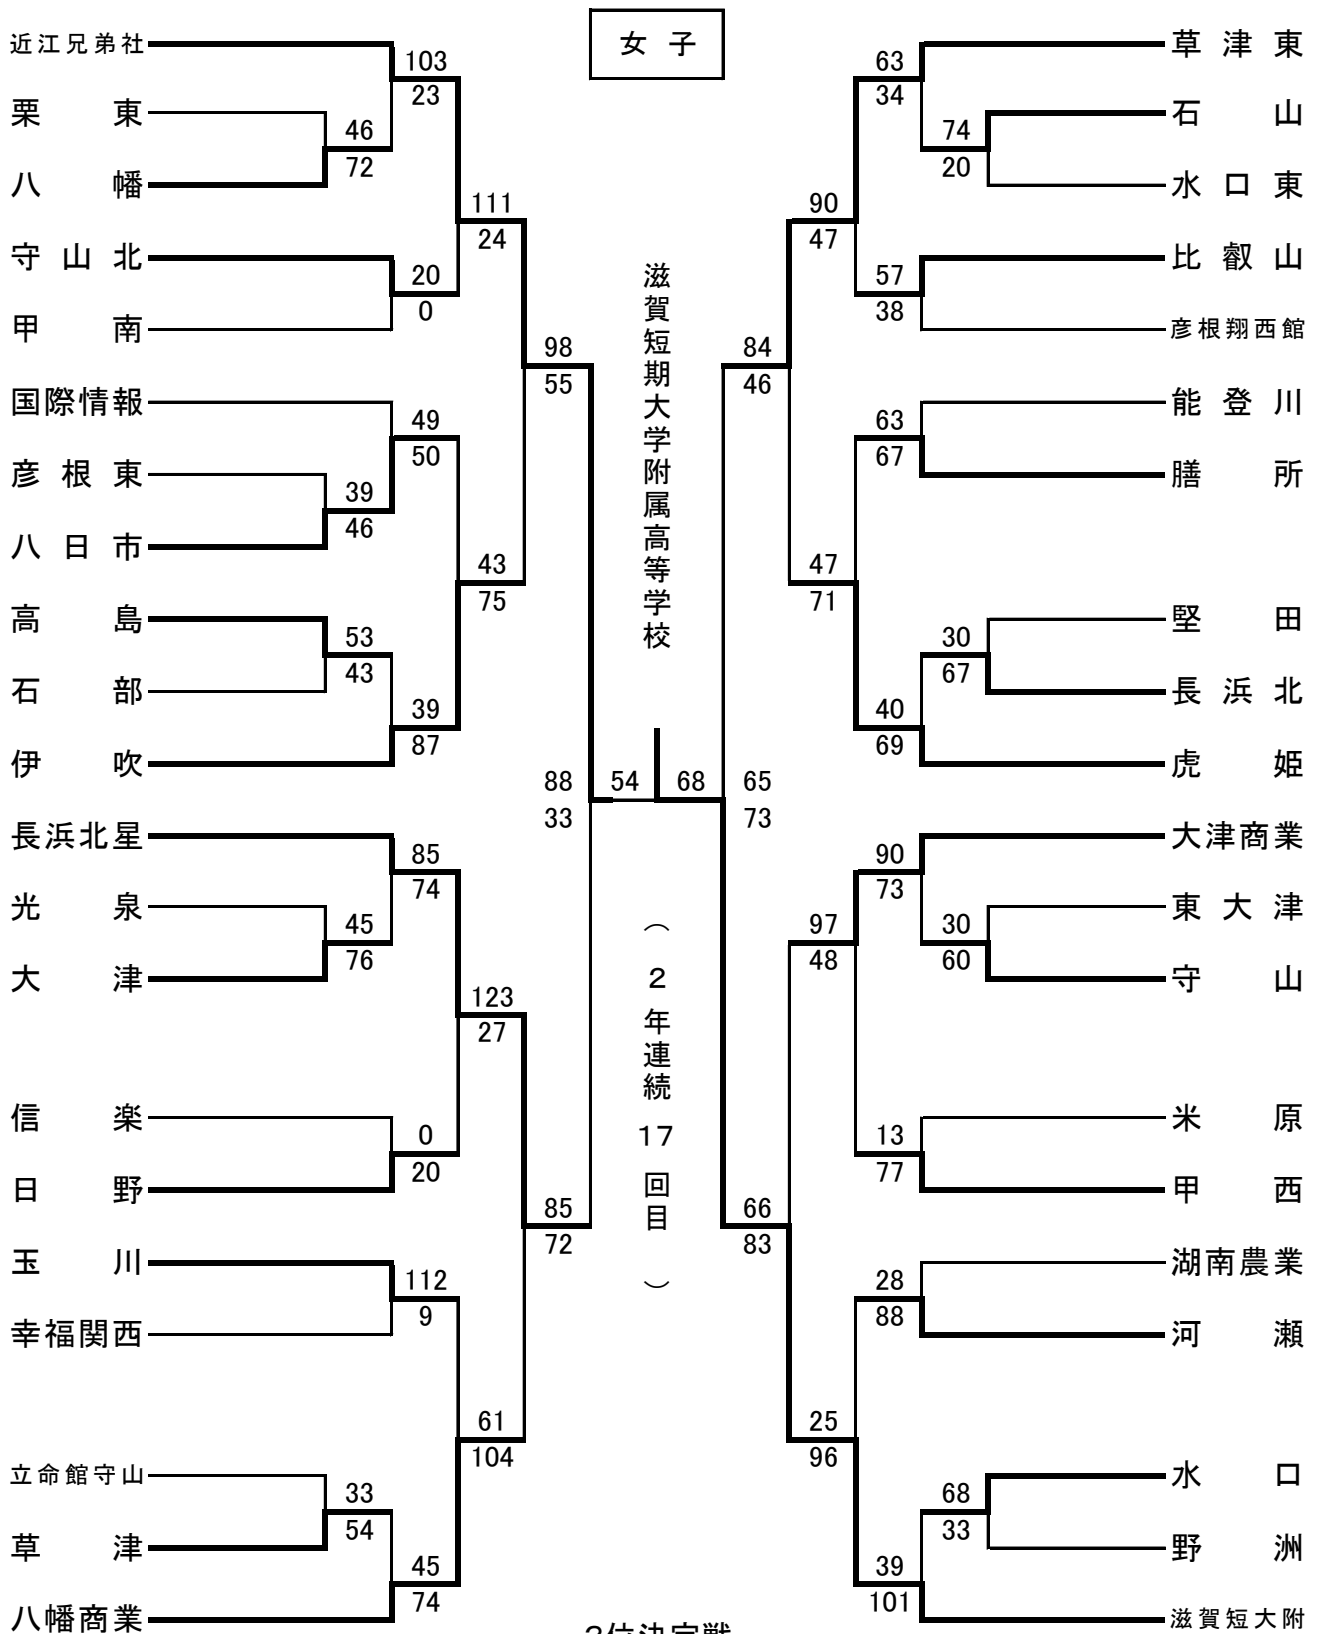 女子
近江兄弟社
栗東
八幡
守山北
甲南
国際情報
彦根東
八日市
高島
石部
伊吹
長浜北星
光泉
大津
信楽
日野
玉川
幸福関西
立命館守山
草津
八幡商業
103
23
46
72
111
24
20
0
98
55
49
50
39
46
43
75
53
43
39
87
88
33
85
74
45
76
123
27
0
20
85
72
112
9
61
104
33
54
45
74
滋賀短期大学附属高等学校
54
68
（2年連続17回目）
63
34
74
20
90
47
57
38
84
46
63
67
47
71
30
67
40
69
65
73
90
73
97
48
30
60
13
77
66
83
28
88
25
96
68
33
39
101
草津東
石山
水口東
比叡山
彦根翔西館
能登川
膳所
堅田
長浜北
虎姫
大津商業
東大津
守山
米原
甲西
湖南農業
河瀬
水口
野洲
滋賀短大附
3位決定戦